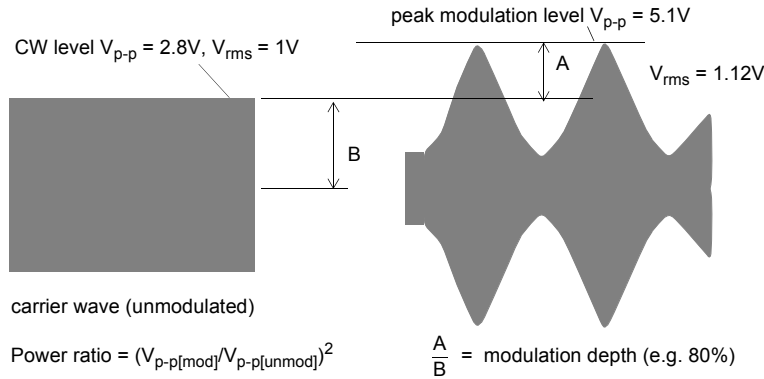 peak modulation level Vp-p = 5.1V
CW level Vp-p = 2.8V, Vrms = 1V
A
Vrms = 1.12V
B
carrier wave (unmodulated)
Power ratio = (Vp-p[mod]/Vp-p[unmod])²
A/B = modulation depth (e.g. 80%)